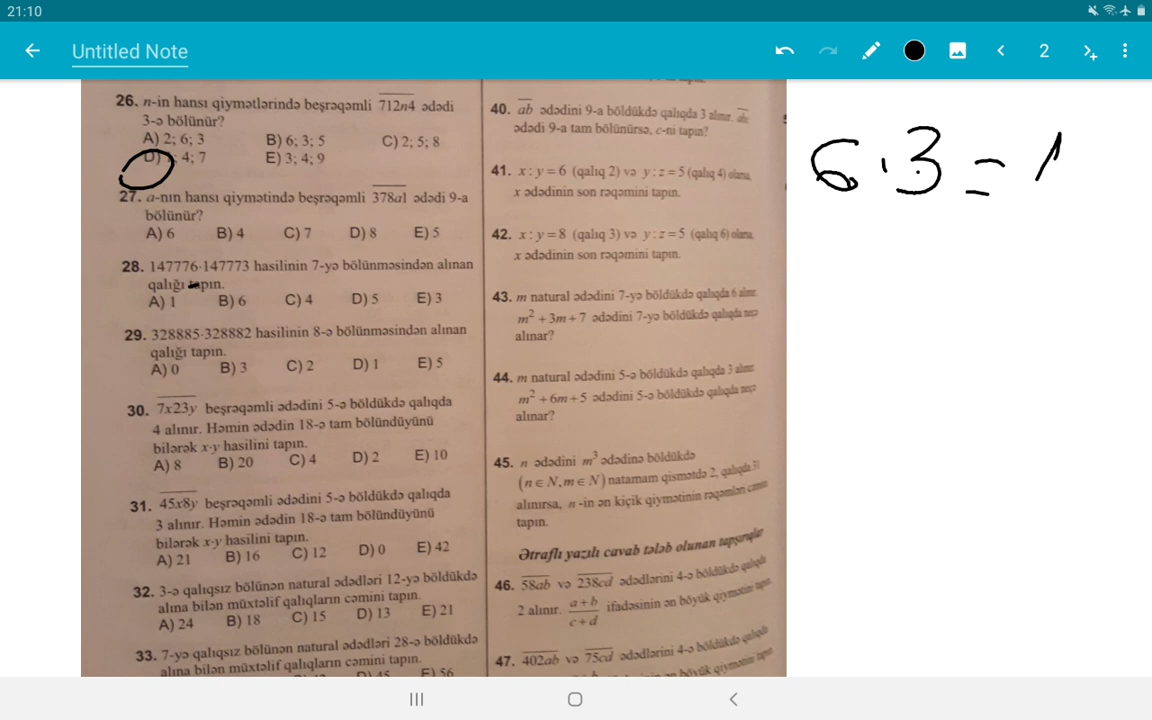 21:10
Untitled Note
2
26. n-in hansı qiymətlərində beşrəqəmli 712n4 ədədi
3-ə bölünür?
A) 2; 6; 3 B) 6; 3; 5 C) 2; 5; 8
D) 4; 7 E) 3; 4; 9
27. a-nın hansı qiymətində beşrəqəmli 378a1 ədədi 9-a
bölünür?
A) 6 B) 4 C) 7 D) 8 E) 5
28. 147776·147773 hasilinin 7-yə bölünməsindən alınan
qalığı tapın.
A) 1 B) 6 C) 4 D) 5 E) 3
29. 328885·328882 hasilinin 8-ə bölünməsindən alınan
qalığı tapın.
A) 0 B) 3 C) 2 D) 1 E) 5
30. 7x23y beşrəqəmli ədədini 5-ə böldükdə qalıqda
4 alınır. Həmin ədədin 18-ə tam bölündüyünü
bilərək x·y hasilini tapın.
A) 8 B) 20 C) 4 D) 2 E) 10
31. 45x8y beşrəqəmli ədədini 5-ə böldükdə qalıqda
3 alınır. Həmin ədədin 18-ə tam bölündüyünü
bilərək x·y hasilini tapın.
A) 21 B) 16 C) 12 D) 0 E) 42
32. 3-ə qalıqsız bölünən natural ədədləri 12-yə böldükdə
alına bilən müxtəlif qalıqların cəmini tapın.
A) 24 B) 18 C) 15 D) 13 E) 21
33. 7-yə qalıqsız bölünən natural ədədləri 28-ə böldükdə
alına bilən müxtəlif qalıqların cəmini tapın.
D) 45 E) 56
40. ab ədədini 9-a böldükdə qalıqda 3 alınır.
ədədi 9-a tam bölünürsə, c-ni tapın?
41. x : y = 6 (qalıq 2) və y : z = 5 (qalıq 4) olarsa,
x ədədinin son rəqəmini tapın.
42. x : y = 8 (qalıq 3) və y : z = 5 (qalıq 6) olarsa,
x ədədinin son rəqəmini tapın.
43. m natural ədədini 7-yə böldükdə qalıqda 6 alınır.
m² + 3m + 7 ədədini 7-yə böldükdə qalıqda neçə
alınar?
44. m natural ədədini 5-ə böldükdə qalıqda 3 alınır.
m² + 6m + 5 ədədini 5-ə böldükdə qalıqda neçə
alınar?
45. n ədədini m³ ədədinə böldükdə
(n ∈ N, m ∈ N) natamam qismətdə 2, qalıqda 31
alınırsa, n -in ən kiçik qiymətinin rəqəmləri cəmini
tapın.
Ətraflı yazılı cavab tələb olunan tapşırıqlar
46. 58ab və 238cd ədədlərini 4-ə böldükdə qalıqda
2 alınır. a+b/c+d ifadəsinin ən böyük qiymətini tapın.
47. 402ab və 75cd ədədlərini 4-ə böldükdə qalıqda
ən böyük qiymətini tapın
6·3=1